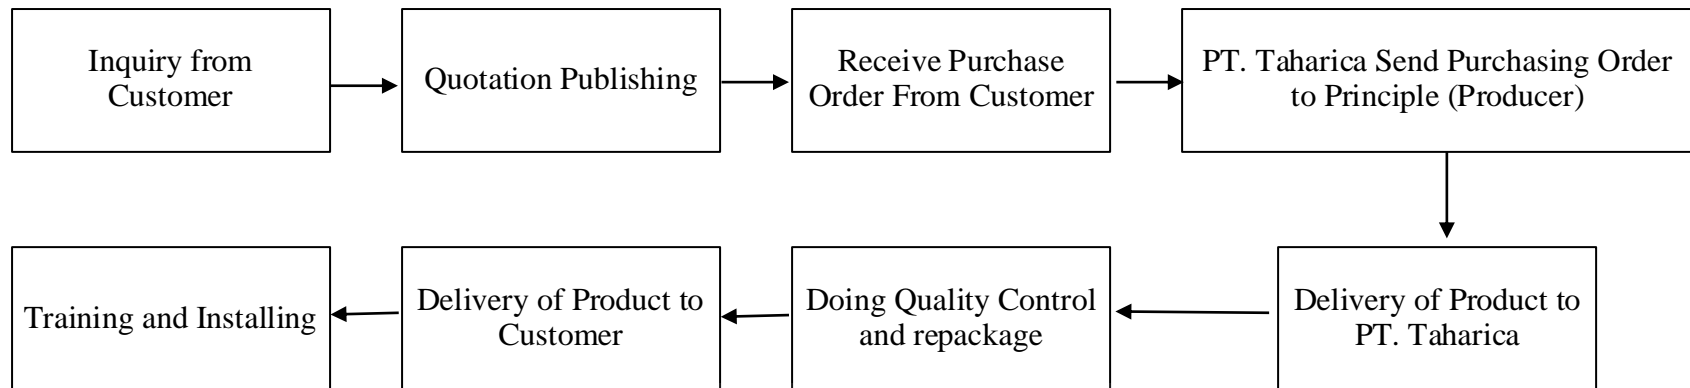 Inquiry from
Customer
Quotation Publishing
Receive Purchase
Order From Customer
PT. Taharica Send Purchasing Order
to Principle (Producer)
Training and Installing
Delivery of Product to
Customer
Doing Quality Control
and repackage
Delivery of Product to
PT. Taharica